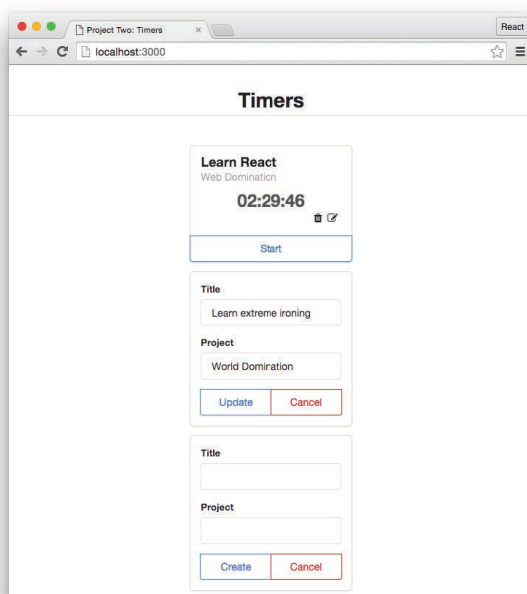 Project Two: Timers
React
localhost:3000
Timers
Learn React
Web Domination
02:29:46
Start
Title
Learn extreme ironing
Project
World Domination
Update Cancel
Title
Project
Create Cancel